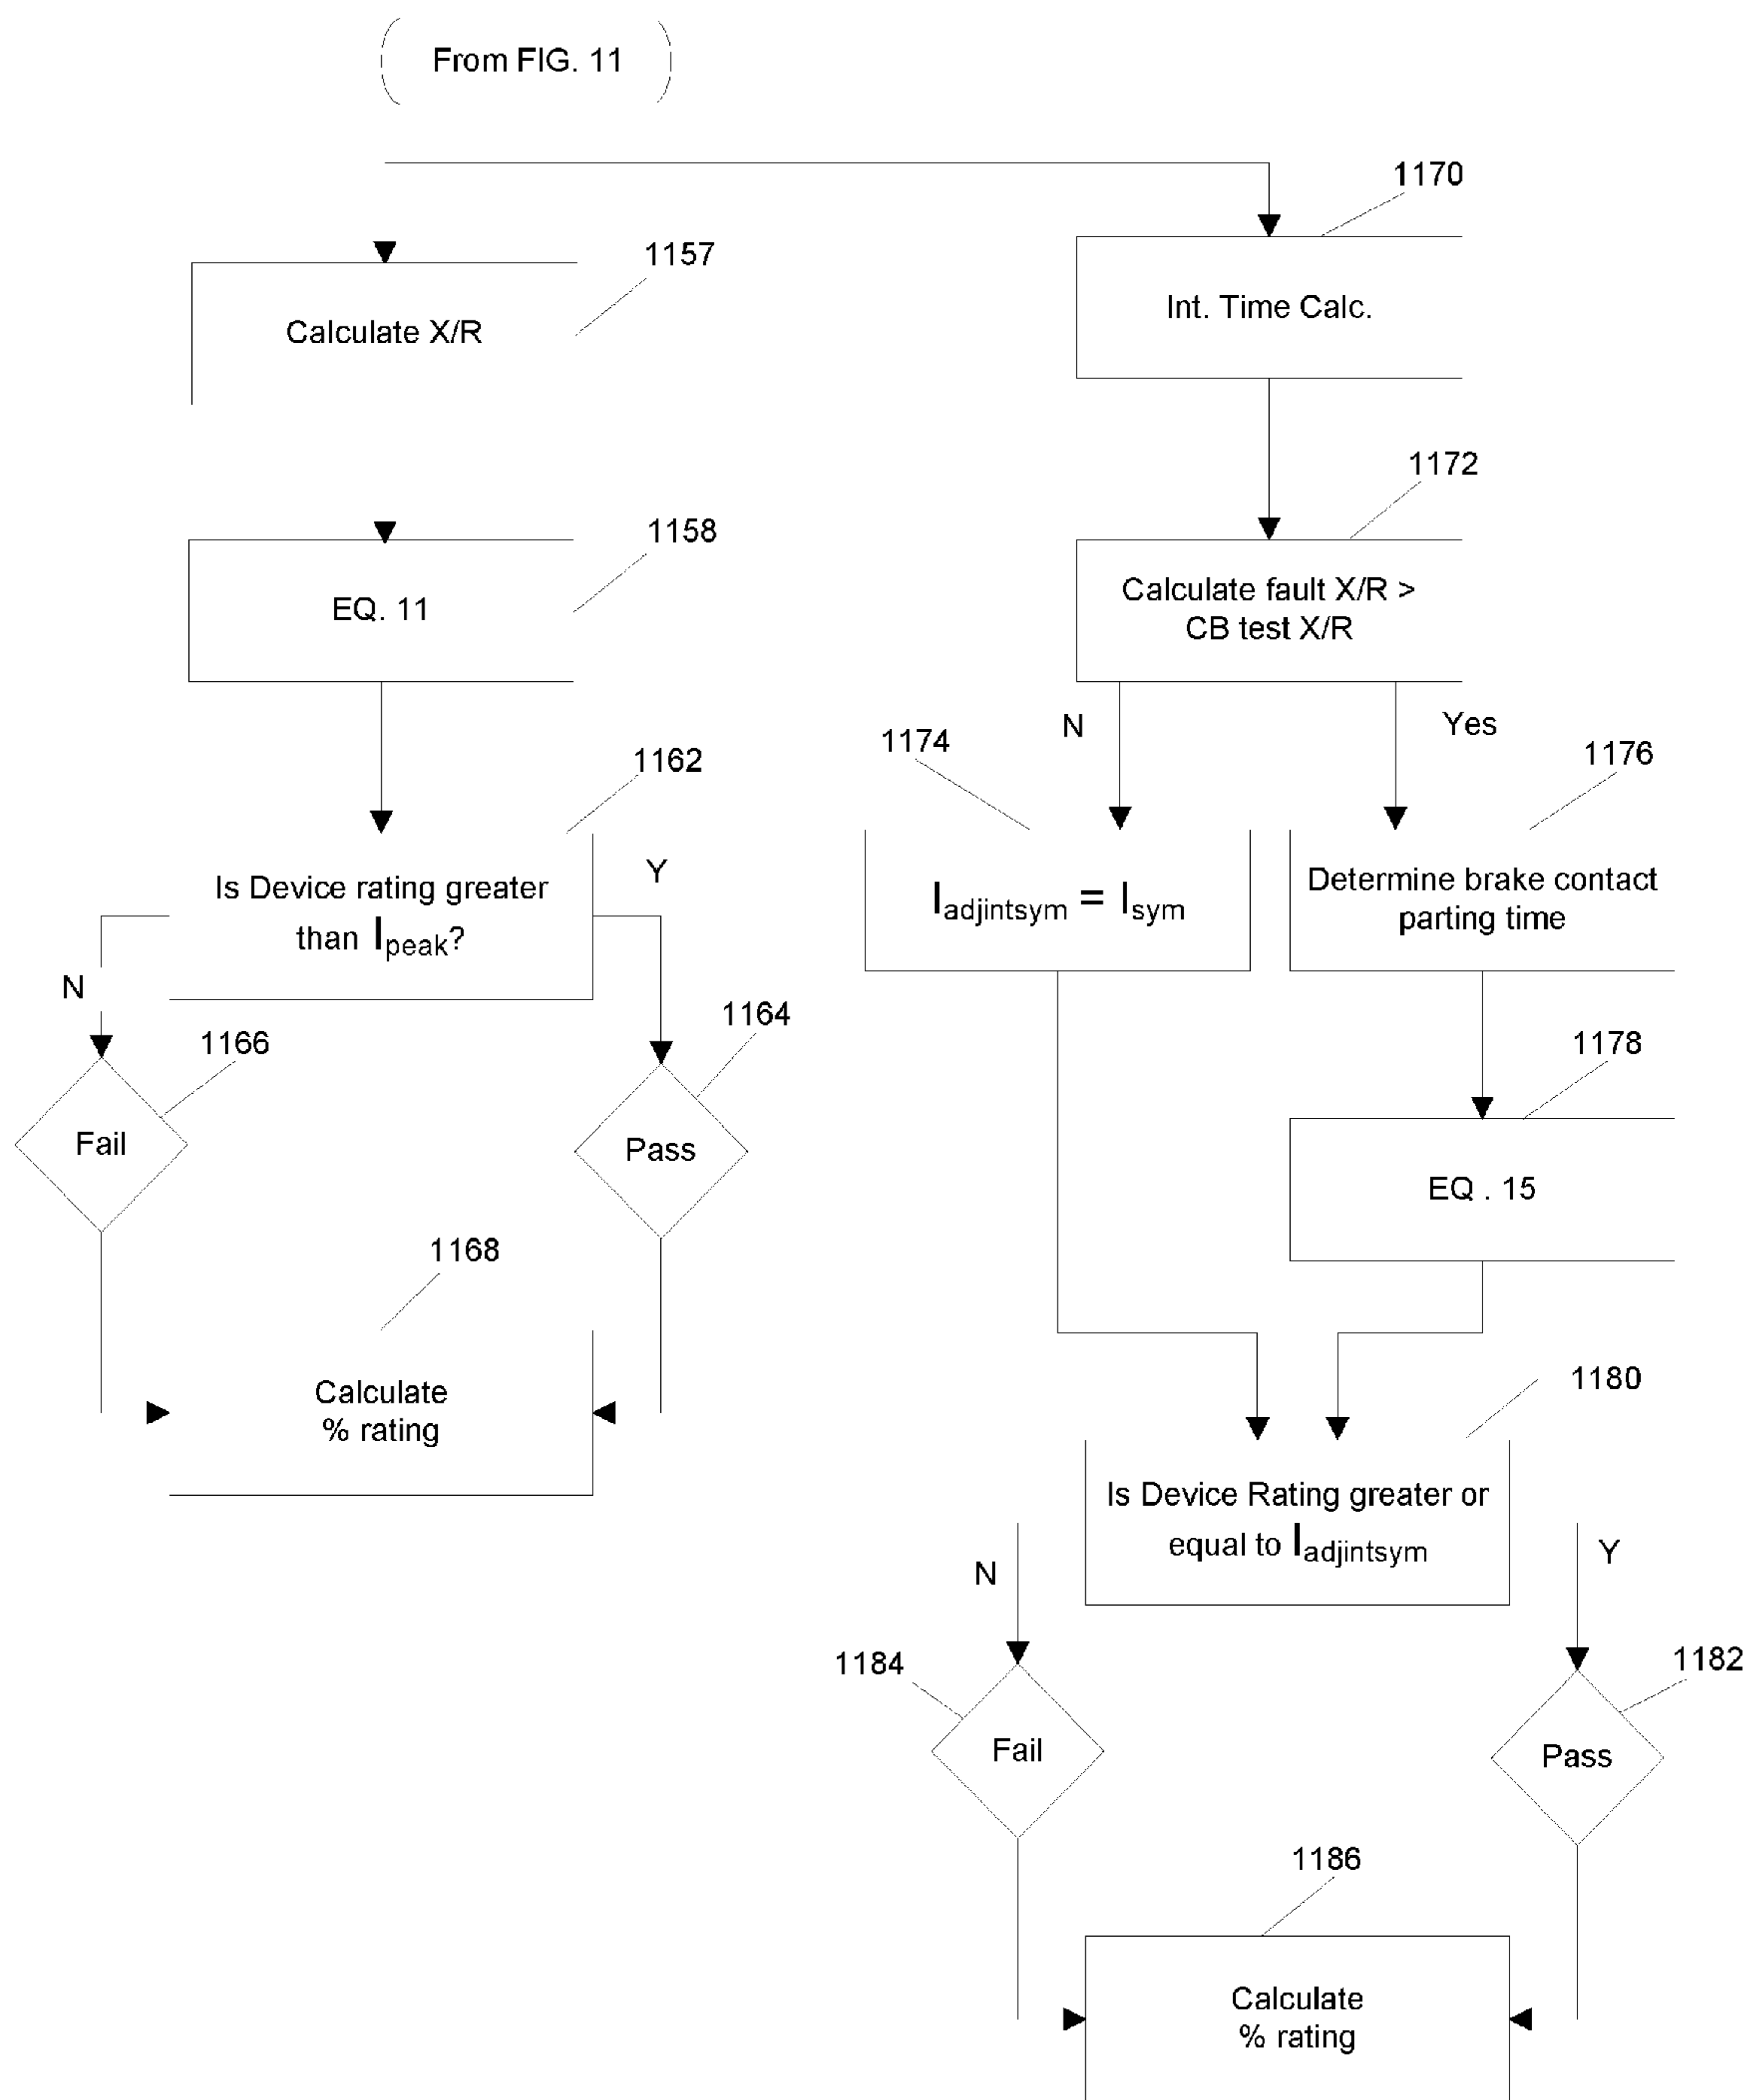 From FIG. 11
1170
1157
Calculate X/R
Int. Time Calc.
1172
1158
EQ. 11
Calculate fault X/R >
CB test X/R
N
Yes
1174
1176
1162
Is Device rating greater
than Ipeak?
Y
N
Iadjintsym = Isym
Determine brake contact
parting time
1166
1164
1178
Fail
Pass
EQ . 15
1168
Calculate
% rating
1180
Is Device Rating greater or
equal to Iadjintsym
N
Y
1184
1182
Fail
Pass
1186
Calculate
% rating